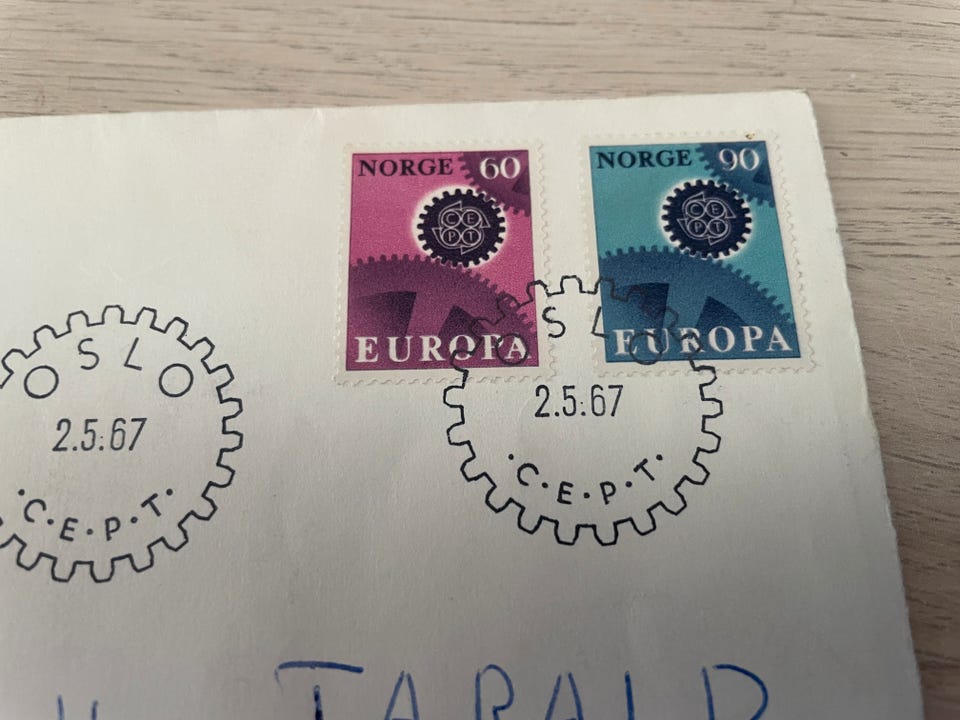 NORGE 60
CEPT
EUROPA
NORGE 90
CEPT
EUROPA
OSLO
2.5.67
·C·E·P·T·
OSLO
2.5:67
·C·E·P·T·
TARALD